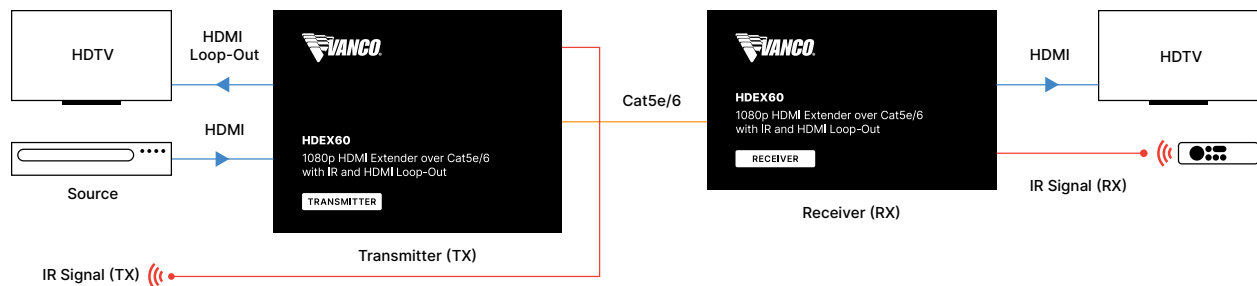 HDTV
HDMI
Loop-Out
HDMI
Source
IR Signal (TX)
VANCO
HDEX60
1080p HDMI Extender over Cat5e/6
with IR and HDMI Loop-Out
TRANSMITTER
Transmitter (TX)
Cat5e/6
VANCO
HDEX60
1080p HDMI Extender over Cat5e/6
with IR and HDMI Loop-Out
RECEIVER
Receiver (RX)
HDMI
HDTV
IR Signal (RX)